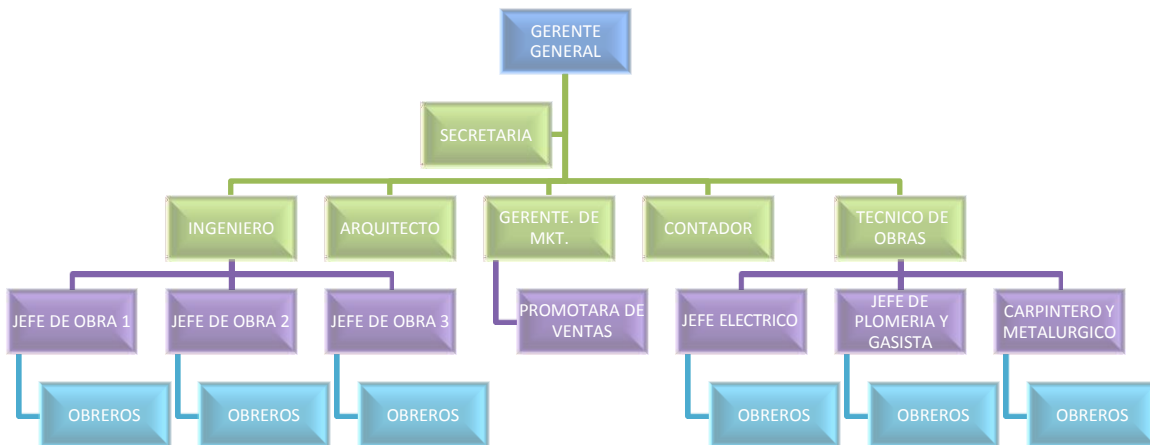 GERENTE
GENERAL
SECRETARIA
INGENIERO
ARQUITECTO
GERENTE. DE
MKT.
CONTADOR
TECNICO DE
OBRAS
JEFE DE OBRA 1
JEFE DE OBRA 2
JEFE DE OBRA 3
PROMOTARA DE
VENTAS
JEFE ELECTRICO
JEFE DE
PLOMERIA Y
GASISTA
CARPINTERO Y
METALURGICO
OBREROS
OBREROS
OBREROS
OBREROS
OBREROS
OBREROS